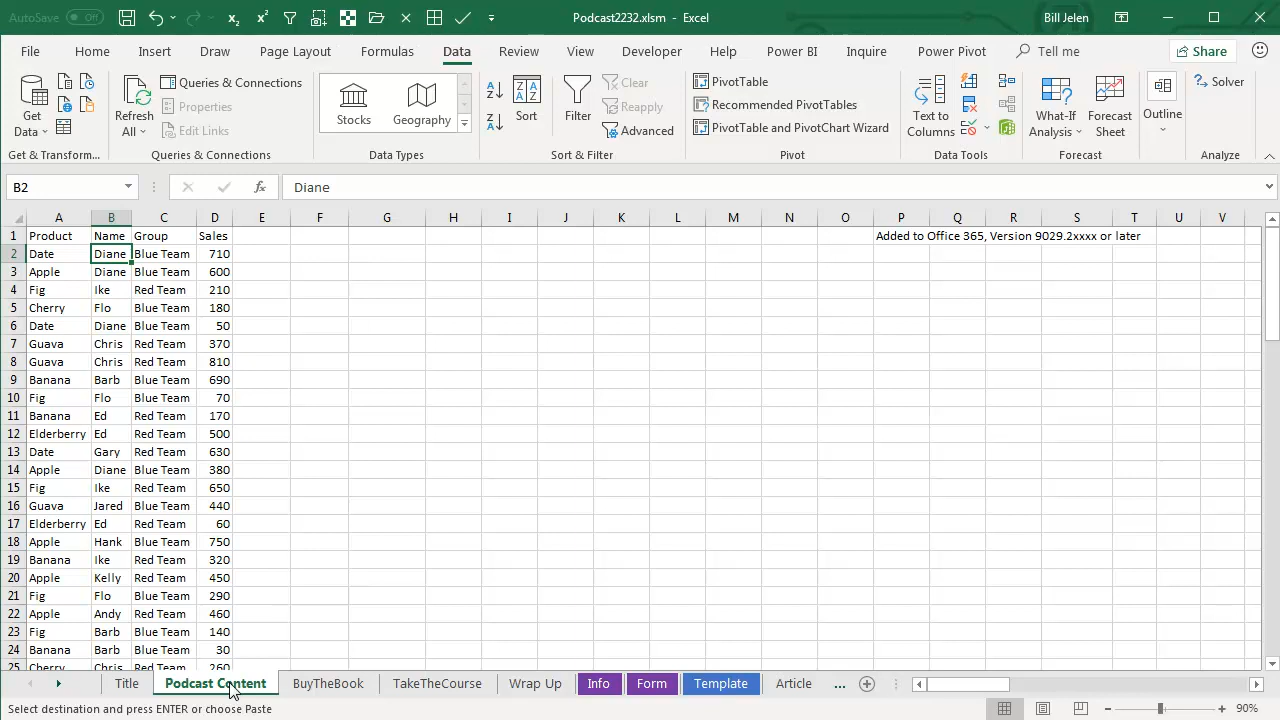 AutoSave Off Podcast2232.xlsm - Excel Bill Jelen
File Home Insert Draw Page Layout Formulas Data Review View Developer Help Power BI Inquire Power Pivot Tell me Share
Get Data
Refresh All
Queries & Connections
Properties
Edit Links
Stocks
Geography
Sort
Filter
Clear
Reapply
Advanced
PivotTable
Recommended PivotTables
PivotTable and PivotChart Wizard
Text to Columns
What-If Analysis
Forecast Sheet
Outline
Solver
Get & Transform... Queries & Connections Data Types Sort & Filter Pivot Data Tools Forecast Analyze
B2 fx Diane
A B C D E F G H I J K L M N O P Q R S T U V
1 Product Name Group Sales Added to Office 365, Version 9029.2xxxx or later
2 Date Diane Blue Team 710
3 Apple Diane Blue Team 600
4 Fig Ike Red Team 210
5 Cherry Flo Blue Team 180
6 Date Diane Blue Team 50
7 Guava Chris Red Team 370
8 Guava Chris Red Team 810
9 Banana Barb Blue Team 690
10 Fig Flo Blue Team 70
11 Banana Ed Red Team 170
12 Elderberry Ed Red Team 500
13 Date Gary Red Team 630
14 Apple Diane Blue Team 380
15 Fig Ike Red Team 650
16 Guava Jared Blue Team 440
17 Elderberry Ed Red Team 60
18 Apple Hank Blue Team 750
19 Banana Ike Red Team 320
20 Apple Kelly Red Team 450
21 Fig Flo Blue Team 290
22 Apple Andy Red Team 460
23 Fig Barb Blue Team 140
24 Banana Barb Blue Team 30
25 Cherry Chris Red Team 260
Title Podcast Content BuyTheBook TakeTheCourse Wrap Up Info Form Template Article ...
Select destination and press ENTER or choose Paste 90%